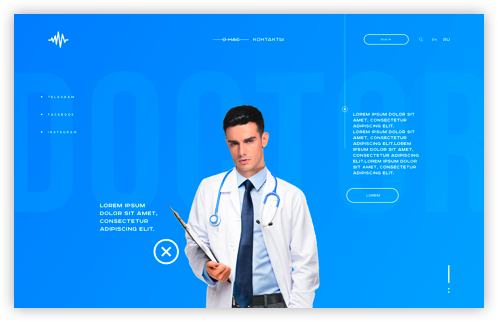 О НАС КОНТАКТЫ
EN RU
DOCTOR
TELEGRAM
FACEBOOK
INSTAGRAM
LOREM IPSUM DOLOR SIT
AMET, CONSECTETUR
ADIPISCING ELIT.
LOREM IPSUM DOLOR SIT
AMET, CONSECTETUR
ADIPISCING ELIT.LOREM
IPSUM DOLOR SIT AMET,
CONSECTETUR ADIPISCING
ELIT.LOREM IPSUM DOLOR
SIT AMET, CONSECTETUR
ADIPISCING ELIT.
LOREM
LOREM IPSUM
DOLOR SIT AMET,
CONSECTETUR
ADIPISCING ELIT.